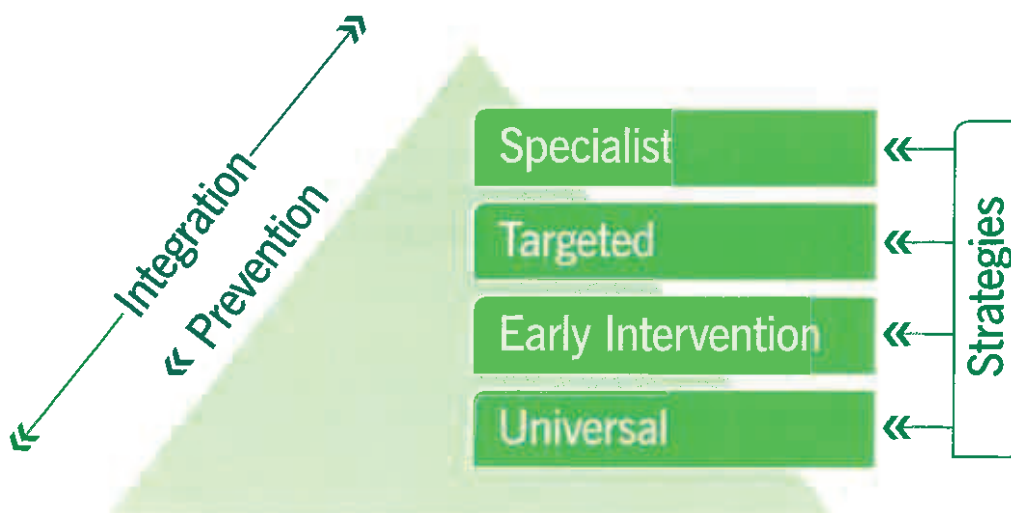 Integration
Prevention
Specialist
Targeted
Early Intervention
Universal
Strategies